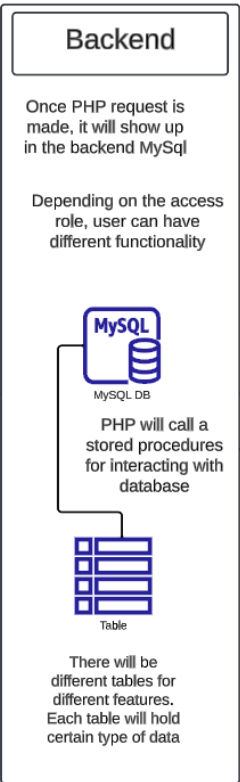 Backend
Once PHP request is
made, it will show up
in the backend MySql
Depending on the access
role, user can have
different functionality
MySQL
MySQL DB
PHP will call a
stored procedures
for interacting with
database
Table
There will be
different tables for
different features.
Each table will hold
certain type of data